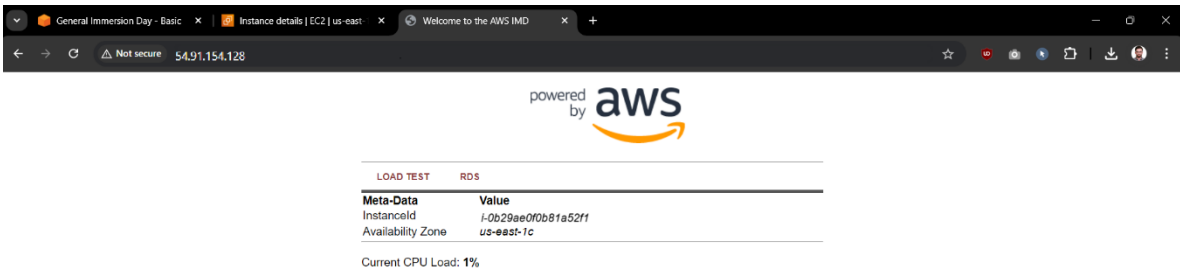 General Immersion Day - Basic
Instance details | EC2 | us-east-
Welcome to the AWS IMD
Not secure 54.91.154.128
powered
by aws
LOAD TEST RDS
Meta-Data Value
InstanceId i-0b29ae0f0b81a52f1
Availability Zone us-east-1c
Current CPU Load: 1%